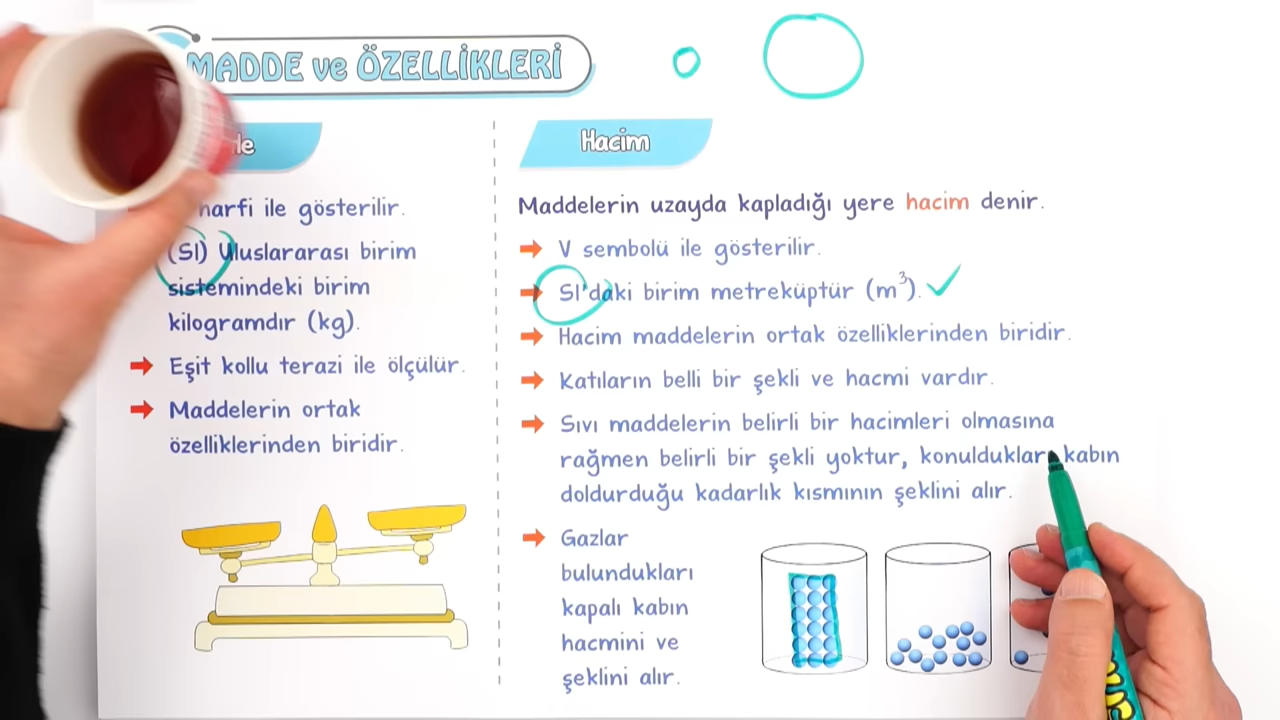 MADDE ve ÖZELLİKLERİ
le
harfi ile gösterilir.
(SI) Uluslararası birim
sistemindeki birim
kilogramdır (kg).
Eşit kollu terazi ile ölçülür.
Maddelerin ortak
özelliklerinden biridir.
Hacim
Maddelerin uzayda kapladığı yere hacim denir.
V sembolü ile gösterilir.
SI'daki birim metreküptür (m³).
Hacim maddelerin ortak özelliklerinden biridir.
Katıların belli bir şekli ve hacmi vardır.
Sıvı maddelerin belirli bir hacimleri olmasına
rağmen belirli bir şekli yoktur, konuldukları kabın
doldurduğu kadarlık kısmının şeklini alır.
Gazlar
bulundukları
kapalı kabın
hacmini ve
şeklini alır.